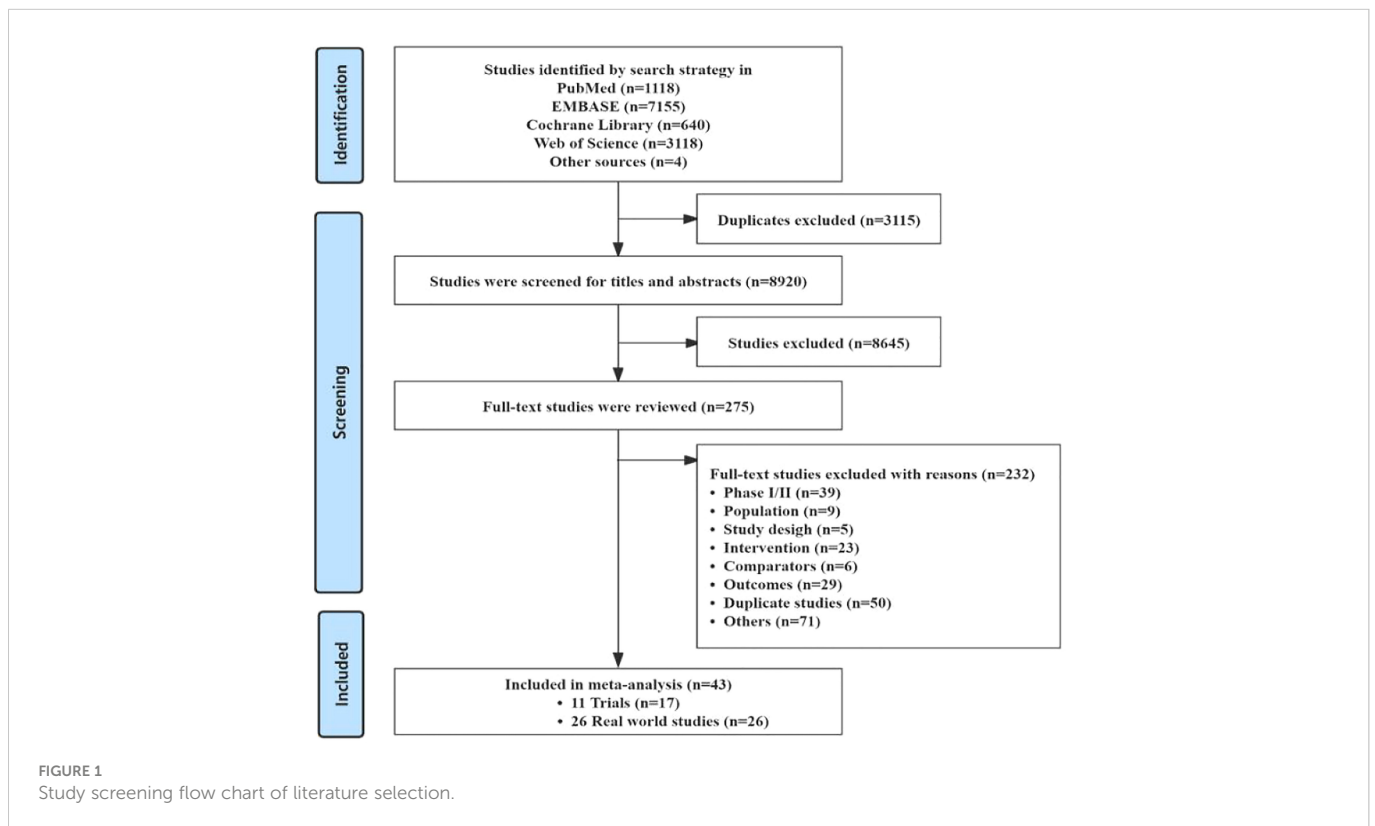 Identification
Studies identified by search strategy in
PubMed (n=1118)
EMBASE (n=7155)
Cochrane Library (n=640)
Web of Science (n=3118)
Other sources (n=4)
Duplicates excluded (n=3115)
Screening
Studies were screened for titles and abstracts (n=8920)
Studies excluded (n=8645)
Full-text studies were reviewed (n=275)
Full-text studies excluded with reasons (n=232)
• Phase I/II (n=39)
• Population (n=9)
• Study desigh (n=5)
• Intervention (n=23)
• Comparators (n=6)
• Outcomes (n=29)
• Duplicate studies (n=50)
• Others (n=71)
Included
Included in meta-analysis (n=43)
• 11 Trials (n=17)
• 26 Real world studies (n=26)
FIGURE 1
Study screening flow chart of literature selection.